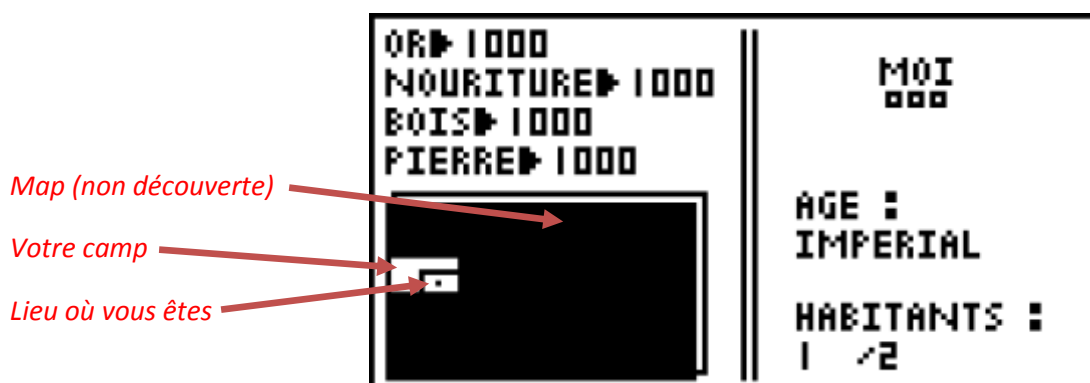 OR▶1000
NOURITURE▶1000
BOIS▶1000
PIERRE▶1000
Map (non découverte)
Votre camp
Lieu où vous êtes
MOI
AGE :
IMPERIAL
HABITANTS :
1 /2